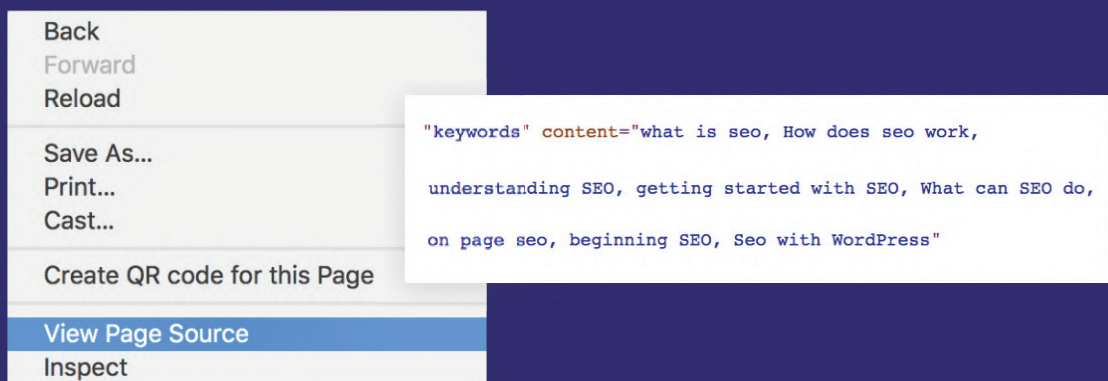 Back
Forward
Reload
Save As...
Print...
Cast...
Create QR code for this Page
View Page Source
Inspect
"keywords" content="what is seo, How does seo work,
understanding SEO, getting started with SEO, What can SEO do,
on page seo, beginning SEO, Seo with WordPress"